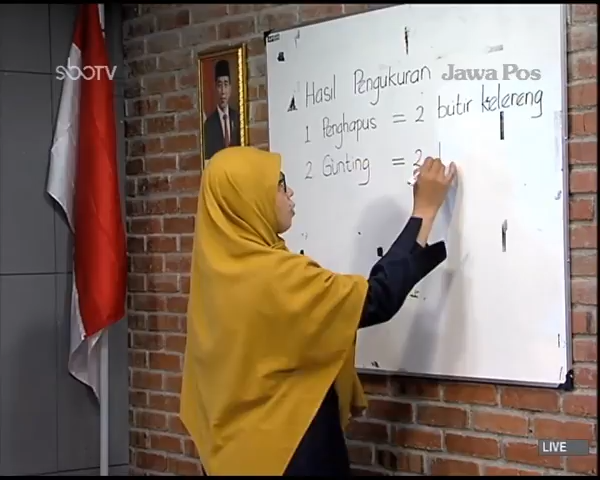 sbOTV
Jawa Pos
Hasil Pengukuran
1 Penghapus = 2 butir kelereng
2 Gunting = 2
LIVE